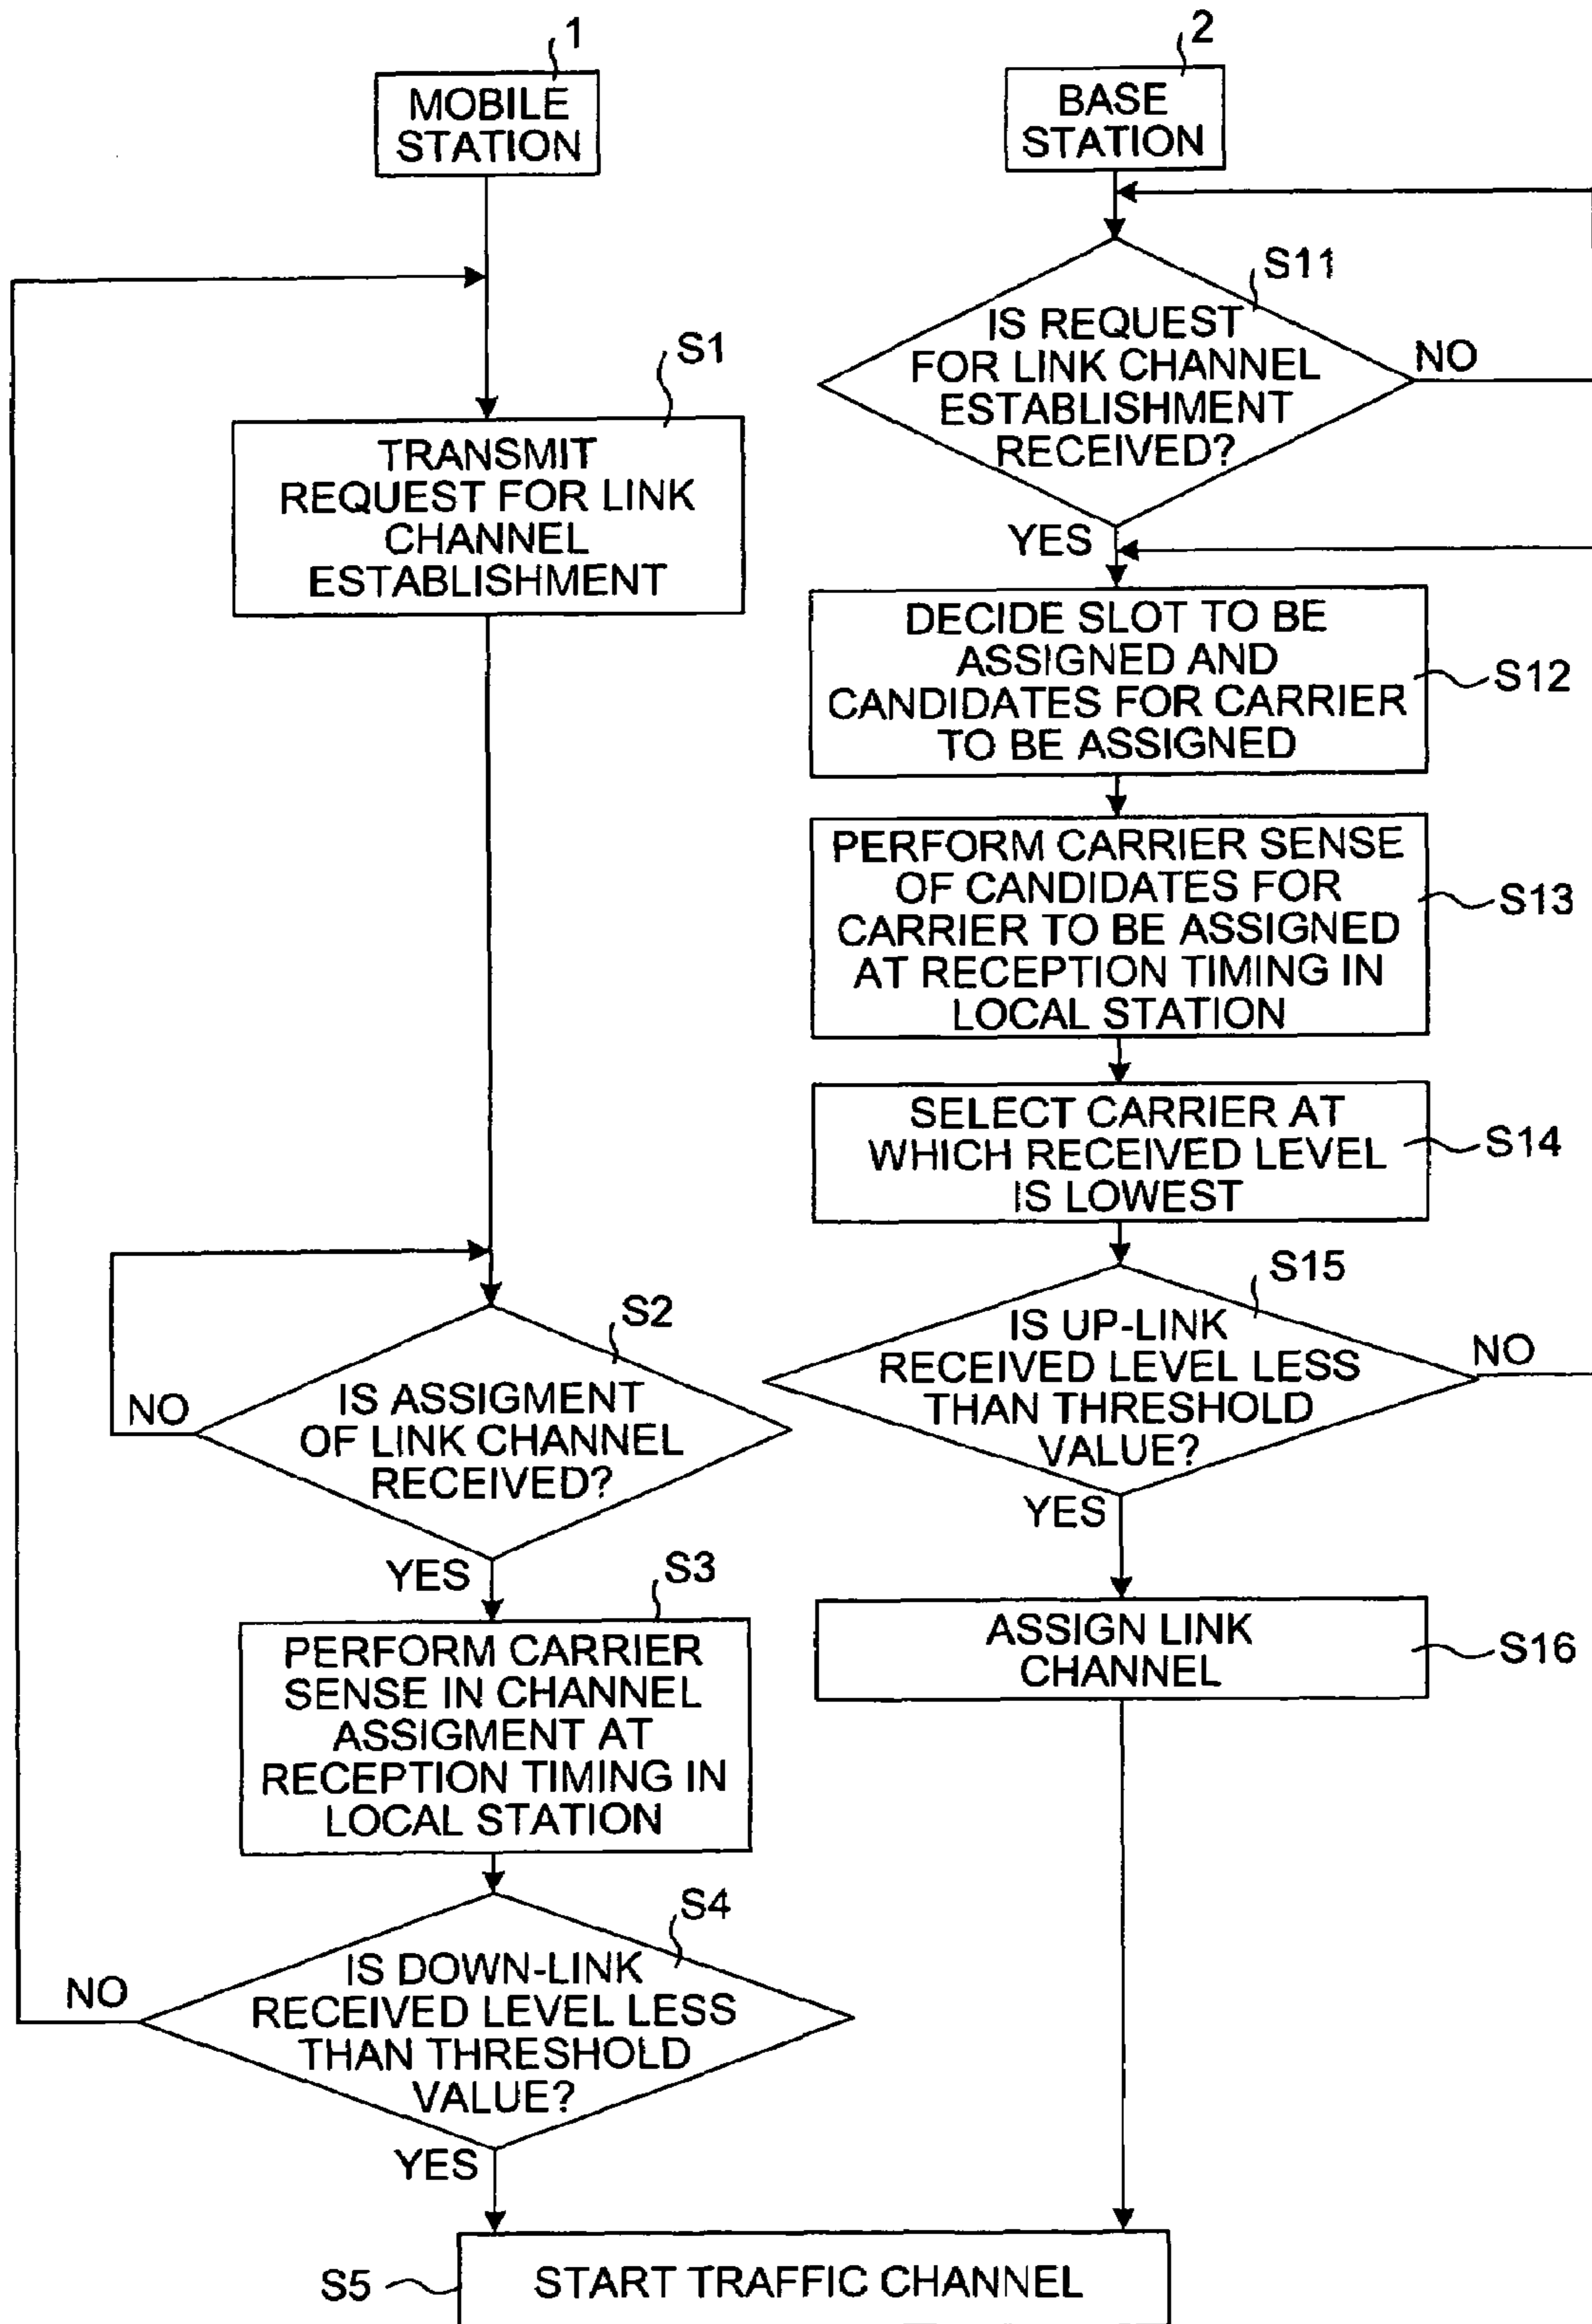 1
MOBILE
STATION
S1
TRANSMIT
REQUEST FOR LINK
CHANNEL
ESTABLISHMENT
S2
IS ASSIGMENT
OF LINK CHANNEL
RECEIVED?
NO
YES
S3
PERFORM CARRIER
SENSE IN CHANNEL
ASSIGMENT AT
RECEPTION TIMING IN
LOCAL STATION
S4
IS DOWN-LINK
RECEIVED LEVEL LESS
THAN THRESHOLD
VALUE?
NO
YES
2
BASE
STATION
S11
IS REQUEST
FOR LINK CHANNEL
ESTABLISHMENT
RECEIVED?
NO
YES
DECIDE SLOT TO BE
ASSIGNED AND
CANDIDATES FOR CARRIER
TO BE ASSIGNED
S12
PERFORM CARRIER SENSE
OF CANDIDATES FOR
CARRIER TO BE ASSIGNED
AT RECEPTION TIMING IN
LOCAL STATION
S13
SELECT CARRIER AT
WHICH RECEIVED LEVEL
IS LOWEST
S14
S15
IS UP-LINK
RECEIVED LEVEL LESS
THAN THRESHOLD
VALUE?
NO
YES
ASSIGN LINK
CHANNEL
S16
S5
START TRAFFIC CHANNEL